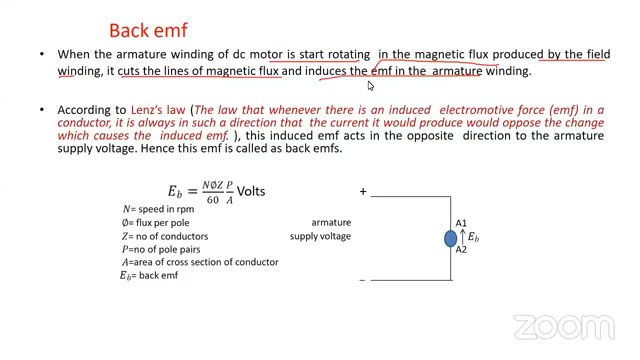 Back emf
• When the armature winding of dc motor is start rotating in the magnetic flux produced by the field
winding, it cuts the lines of magnetic flux and induces the emf in the armature winding.
• According to Lenz's law (The law that whenever there is an induced electromotive force (emf) in a
conductor, it is always in such a direction that the current it would produce would oppose the change
which causes the induced emf. ), this induced emf acts in the opposite direction to the armature
supply voltage. Hence this emf is called as back emfs.
E_b = NØZ/60 P/A Volts
N= speed in rpm
Ø= flux per pole
Z= no of conductors
P=no of pole pairs
A=area of cross section of conductor
E_b= back emf
+
armature
supply voltage
A1
E_b
A2
–
zoom